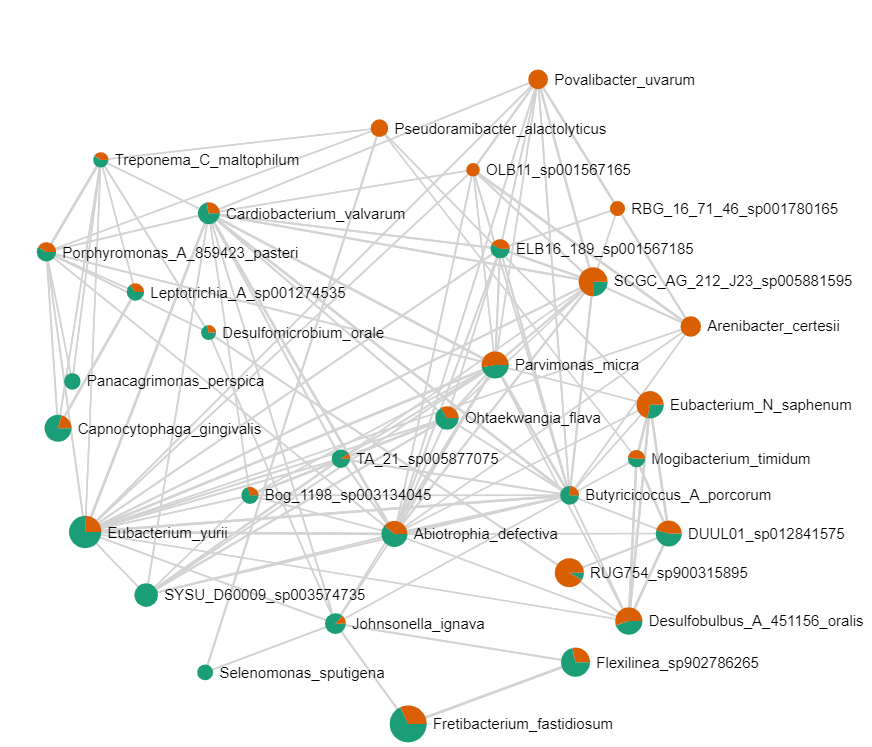 Povalibacter_uvarum
Pseudoramibacter_alactolyticus
Treponema_C_maltophilum
OLB11_sp001567165
RBG_16_71_46_sp001780165
Cardiobacterium_valvarum
ELB16_189_sp001567185
Porphyromonas_A_859423_pasteri
SCGC_AG_212_J23_sp005881595
Leptotrichia_A_sp001274535
Arenibacter_certesii
Desulfomicrobium_orale
Parvimonas_micra
Panacagrimonas_perspica
Eubacterium_N_saphenum
Ohtaekwangia_flava
Capnocytophaga_gingivalis
TA_21_sp005877075
Mogibacterium_timidum
Bog_1198_sp003134045
Butyricicoccus_A_porcorum
Eubacterium_yurii
Abiotrophia_defectiva
DUUL01_sp012841575
RUG754_sp900315895
SYSU_D60009_sp003574735
Desulfobulbus_A_451156_oralis
Johnsonella_ignava
Flexilinea_sp902786265
Selenomonas_sputigena
Fretibacterium_fastidiosum